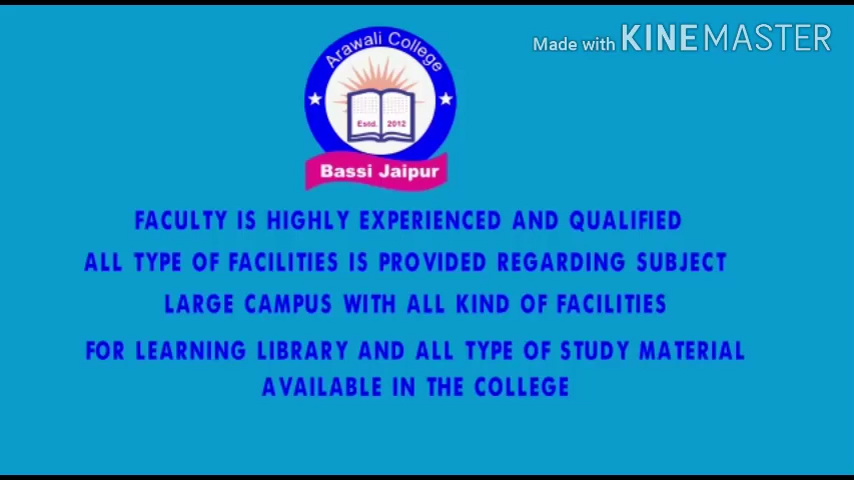 Made with KINEMASTER
Arawali College
Estd. 2012
Bassi Jaipur
FACULTY IS HIGHLY EXPERIENCED AND QUALIFIED
ALL TYPE OF FACILITIES IS PROVIDED REGARDING SUBJECT
LARGE CAMPUS WITH ALL KIND OF FACILITIES
FOR LEARNING LIBRARY AND ALL TYPE OF STUDY MATERIAL
AVAILABLE IN THE COLLEGE